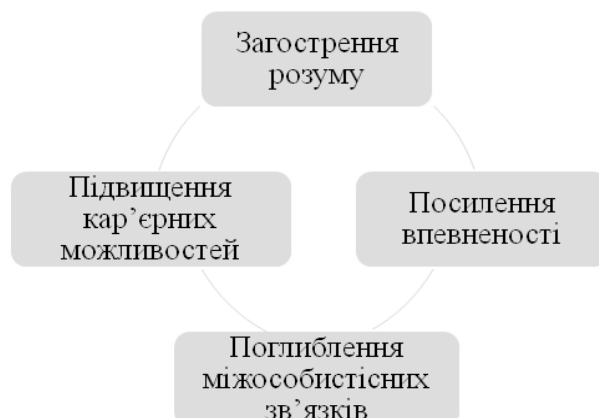 Загострення
розуму
Посилення
впевненості
Поглиблення
міжособистісних
зв’язків
Підвищення
кар’єрних
можливостей